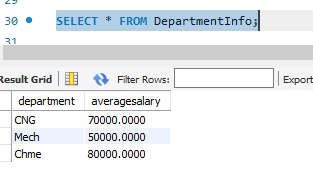 30 SELECT * FROM DepartmentInfo;
31
Result Grid Filter Rows: Export
department averagesalary
CNG 70000.0000
Mech 50000.0000
Chme 80000.0000